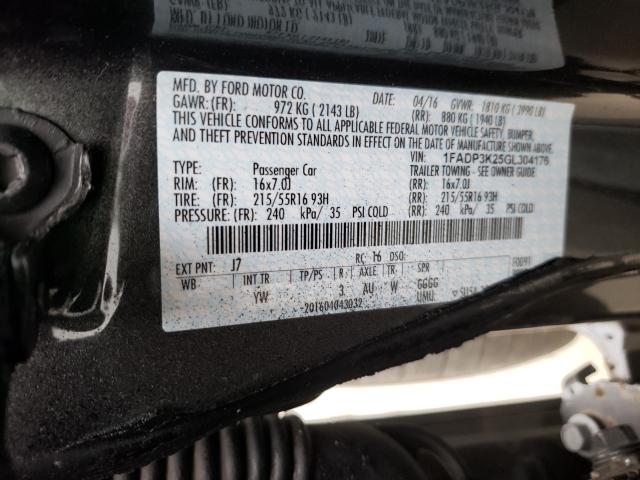 MFD. BY FORD MOTOR CO.
DATE: 04/16 GVWR: 1810 KG ( 3990 LB)
GAWR: (FR): 972 KG ( 2143 LB) (RR): 880 KG ( 1940 LB)
THIS VEHICLE CONFORMS TO ALL APPLICABLE FEDERAL MOTOR VEHICLE SAFETY, BUMPER,
AND THEFT PREVENTION STANDARDS IN EFFECT ON THE DATE OF MANUFACTURE SHOWN ABOVE.
VIN: 1FADP3K25GL304176
TYPE: Passenger Car TRAILER TOWING - SEE OWNER GUIDE
RIM: (FR): 16x7.0J (RR): 16x7.0J
TIRE: (FR): 215/55R16 93H (RR): 215/55R16 93H
PRESSURE: (FR): 240 kPa/ 35 PSI COLD (RR): 240 kPa/ 35 PSI COLD
EXT PNT: J7 RC: 16 DSO: F0091
WB INT TR TP/PS R AXLE TR SPR
YW 3 AU W GGGG
UMU
20160404303